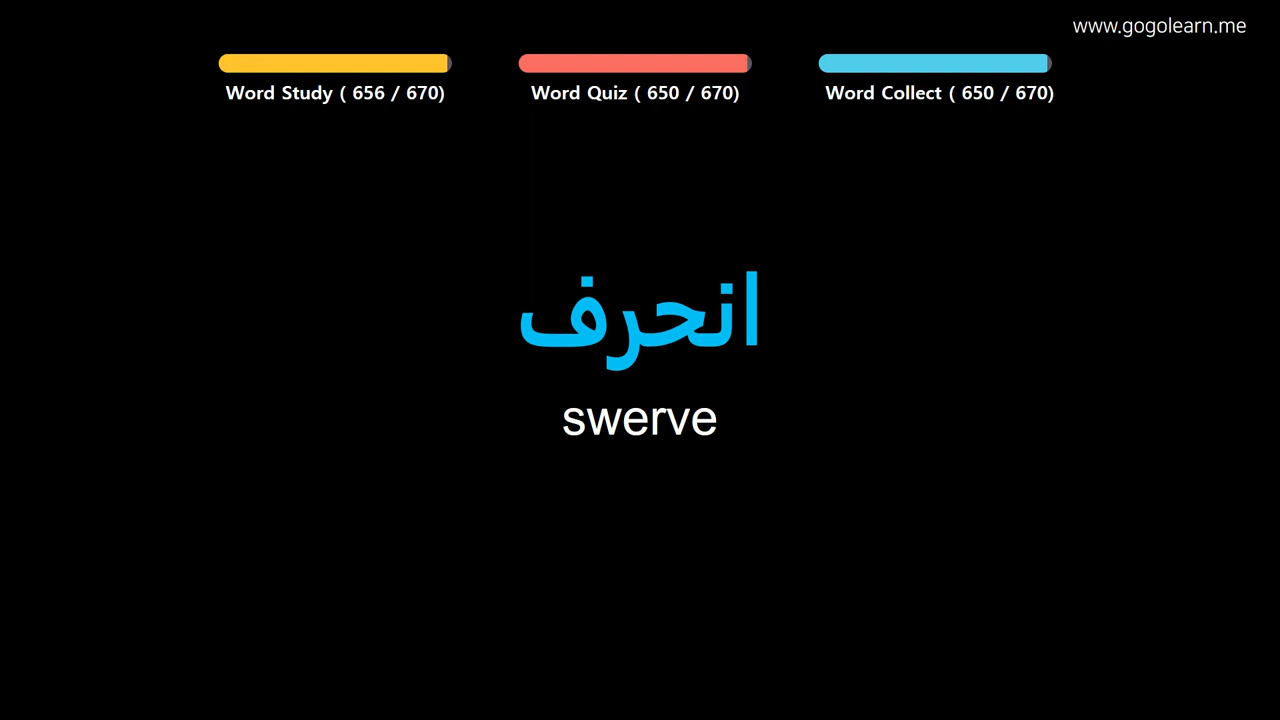 www.gogolearn.me
Word Study ( 656 / 670)
Word Quiz ( 650 / 670)
Word Collect ( 650 / 670)
انحرف
swerve